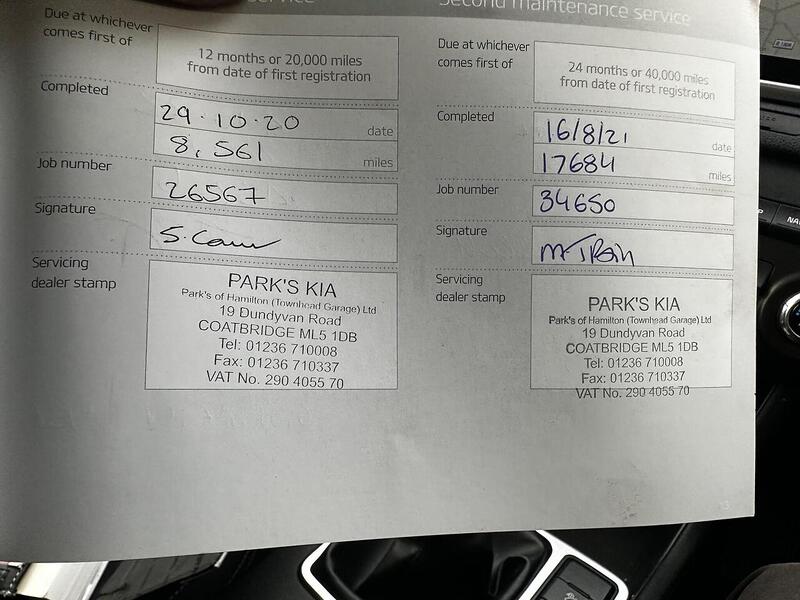 service
Due at whichever
comes first of
12 months or 20,000 miles
from date of first registration
Completed
29.10.20
date
8,561
miles
Job number
26567
Signature
Servicing
dealer stamp
PARK'S KIA
Park's of Hamilton (Townhead Garage) Ltd
19 Dundyvan Road
COATBRIDGE ML5 1DB
Tel: 01236 710008
Fax: 01236 710337
VAT No. 290 4055 70
Second maintenance service
Due at whichever
comes first of
24 months or 40,000 miles
from date of first registration
Completed
16/8/21
date
17684
miles
Job number
34650
Signature
Servicing
dealer stamp
PARK'S KIA
Park's of Hamilton (Townhead Garage) Ltd
19 Dundyvan Road
COATBRIDGE ML5 1DB
Tel: 01236 710008
Fax: 01236 710337
VAT No. 290 4055 70